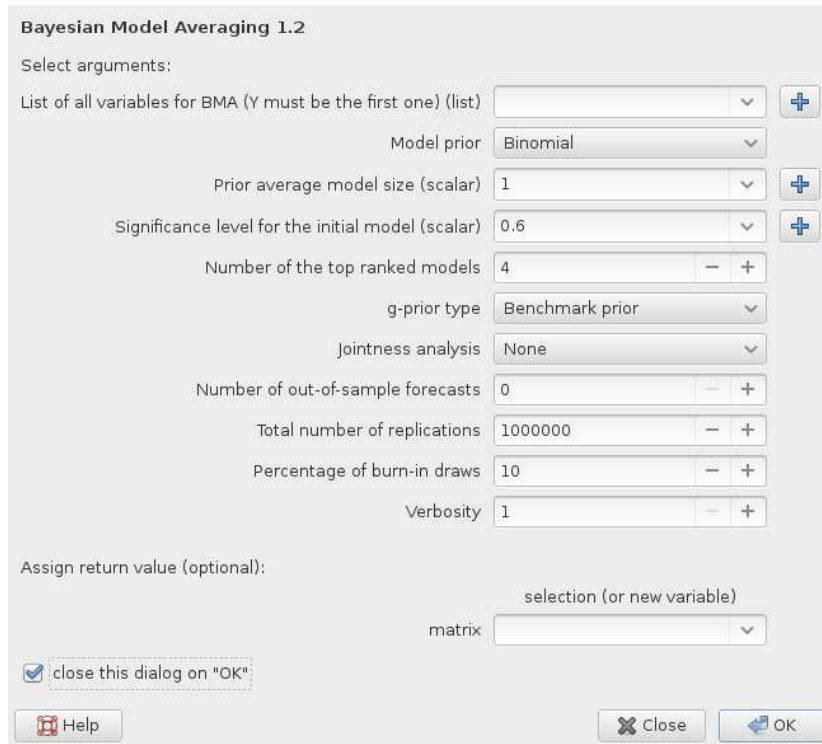 Bayesian Model Averaging 1.2
Select arguments:
List of all variables for BMA (Y must be the first one) (list)
Model prior Binomial
Prior average model size (scalar) 1
Significance level for the initial model (scalar) 0.6
Number of the top ranked models 4
g-prior type Benchmark prior
Jointness analysis None
Number of out-of-sample forecasts 0
Total number of replications 1000000
Percentage of burn-in draws 10
Verbosity 1
Assign return value (optional):
selection (or new variable)
matrix
close this dialog on "OK"
Help Close OK